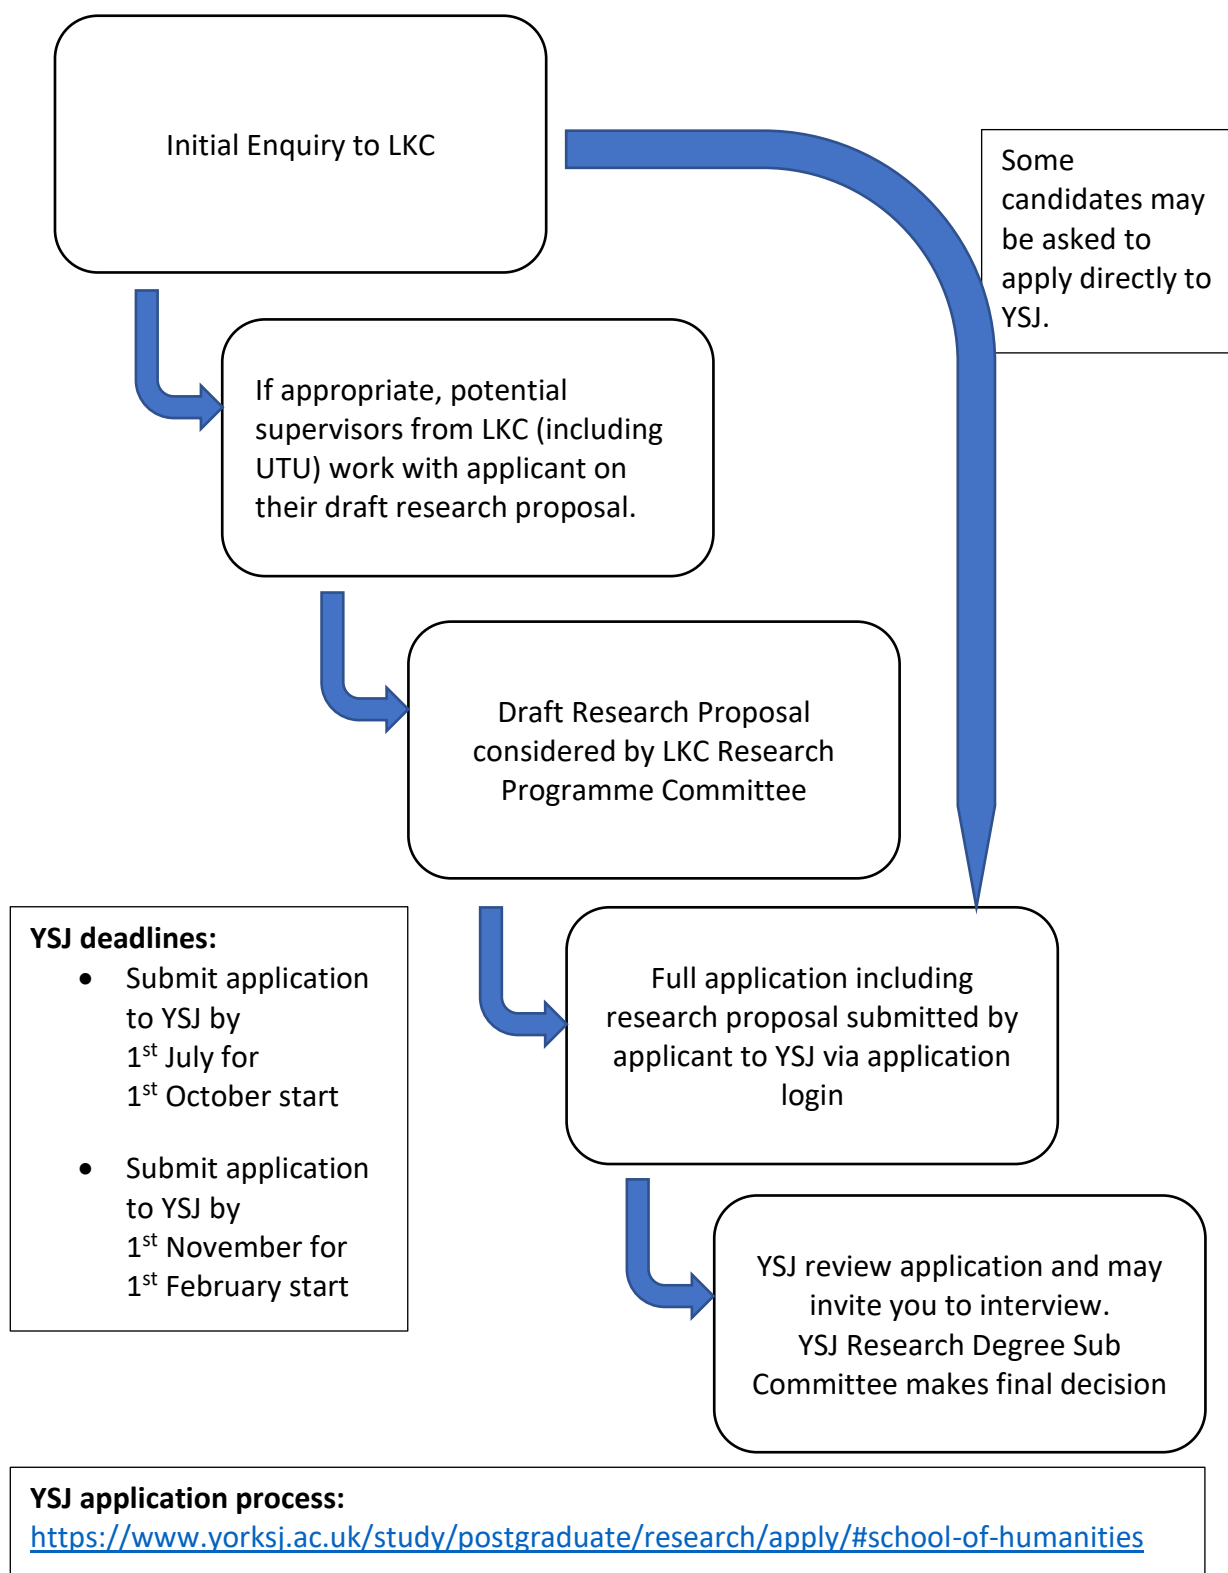 Initial Enquiry to LKC
Some
candidates may
be asked to
apply directly to
YSJ.
If appropriate, potential
supervisors from LKC (including
UTU) work with applicant on
their draft research proposal.
Draft Research Proposal
considered by LKC Research
Programme Committee
YSJ deadlines:
• Submit application
to YSJ by
1st July for
1st October start
• Submit application
to YSJ by
1st November for
1st February start
Full application including
research proposal submitted by
applicant to YSJ via application
login
YSJ review application and may
invite you to interview.
YSJ Research Degree Sub
Committee makes final decision
YSJ application process:
https://www.yorksj.ac.uk/study/postgraduate/research/apply/#school-of-humanities